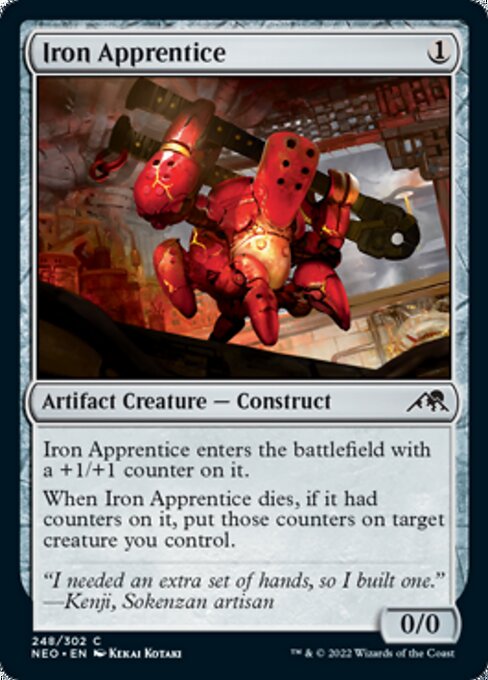 Iron Apprentice 1
Artifact Creature — Construct
Iron Apprentice enters the battlefield with
a +1/+1 counter on it.
When Iron Apprentice dies, if it had
counters on it, put those counters on target
creature you control.
“I needed an extra set of hands, so I built one.”
—Kenji, Sokenzan artisan
0/0
248/302 C
NEO • EN Kekai Kotaki ™ & © 2022 Wizards of the Coast